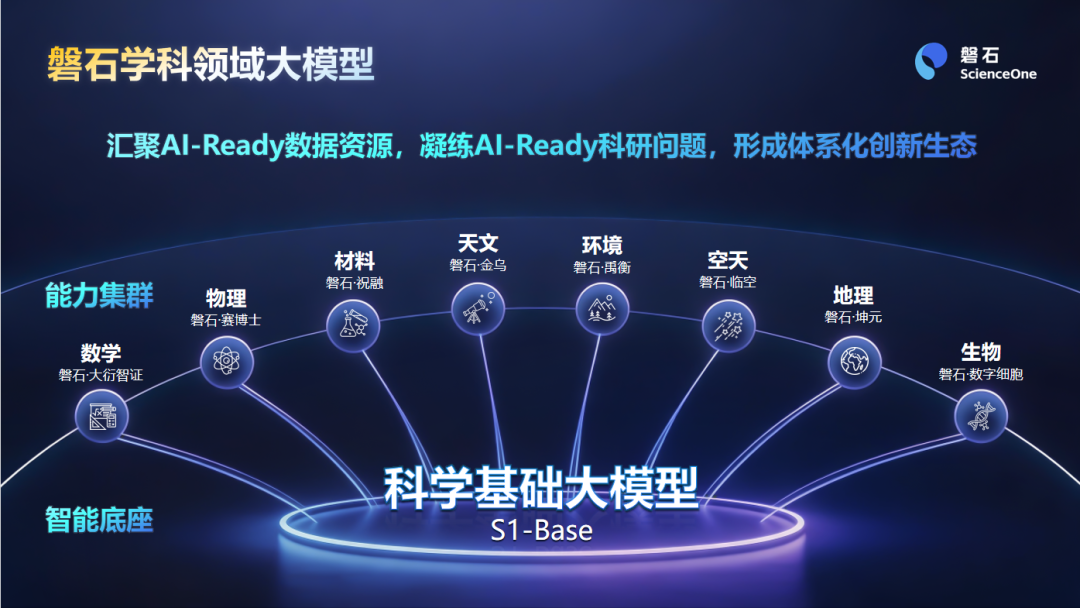 磐石学科领域大模型
磐石
ScienceOne
汇聚AI-Ready数据资源，凝练AI-Ready科研问题，形成体系化创新生态
能力集群
数学
磐石·大衍智证
物理
磐石·赛博士
材料
磐石·祝融
天文
磐石·金乌
环境
磐石·禹衡
空天
磐石·临空
地理
磐石·坤元
生物
磐石·数字细胞
智能底座
科学基础大模型
S1-Base